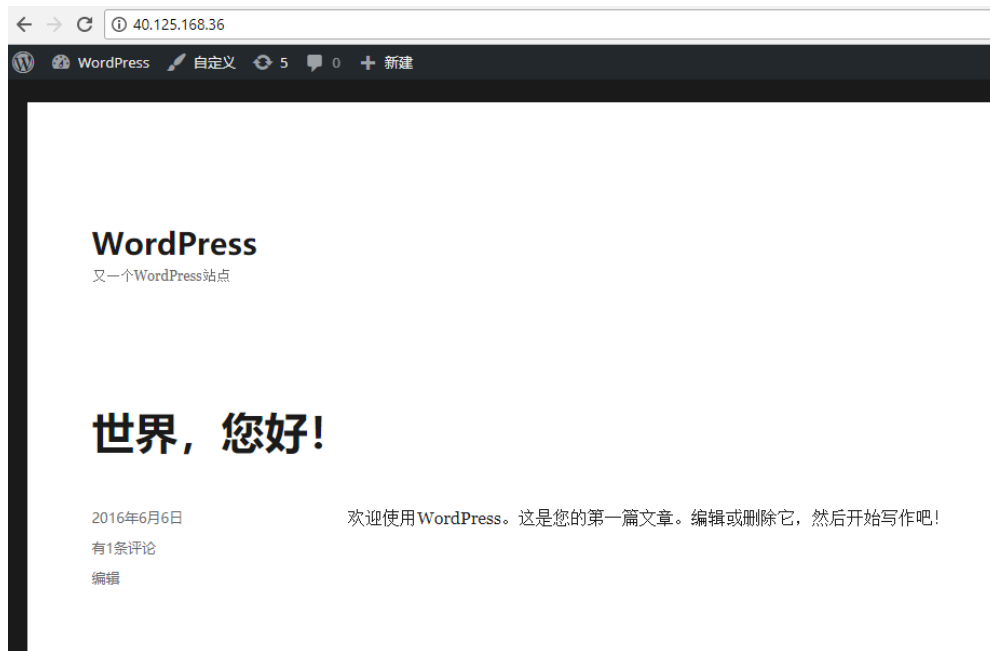 40.125.168.36
WordPress 自定义 5 0 新建
WordPress
又一个WordPress站点
世界，您好！
2016年6月6日
欢迎使用WordPress。这是您的第一篇文章。编辑或删除它，然后开始写作吧！
有1条评论
编辑